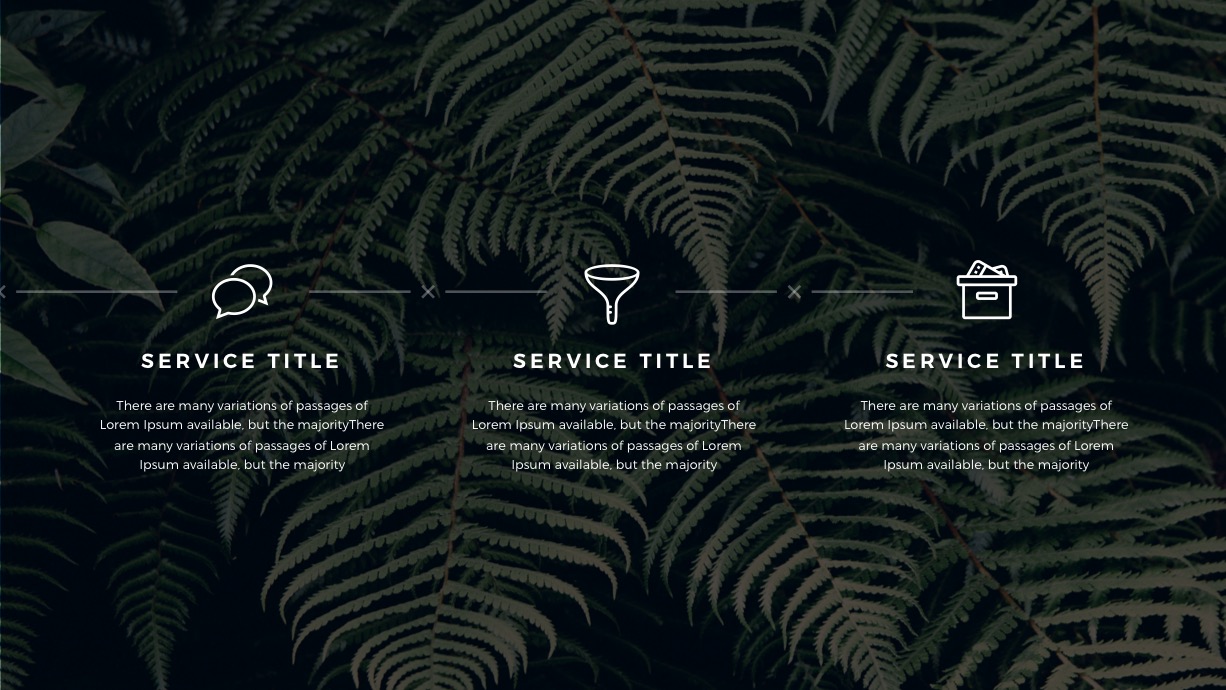 SERVICE TITLE
There are many variations of passages of
Lorem Ipsum available, but the majorityThere
are many variations of passages of Lorem
Ipsum available, but the majority
SERVICE TITLE
There are many variations of passages of
Lorem Ipsum available, but the majorityThere
are many variations of passages of Lorem
Ipsum available, but the majority
SERVICE TITLE
There are many variations of passages of
Lorem Ipsum available, but the majorityThere
are many variations of passages of Lorem
Ipsum available, but the majority